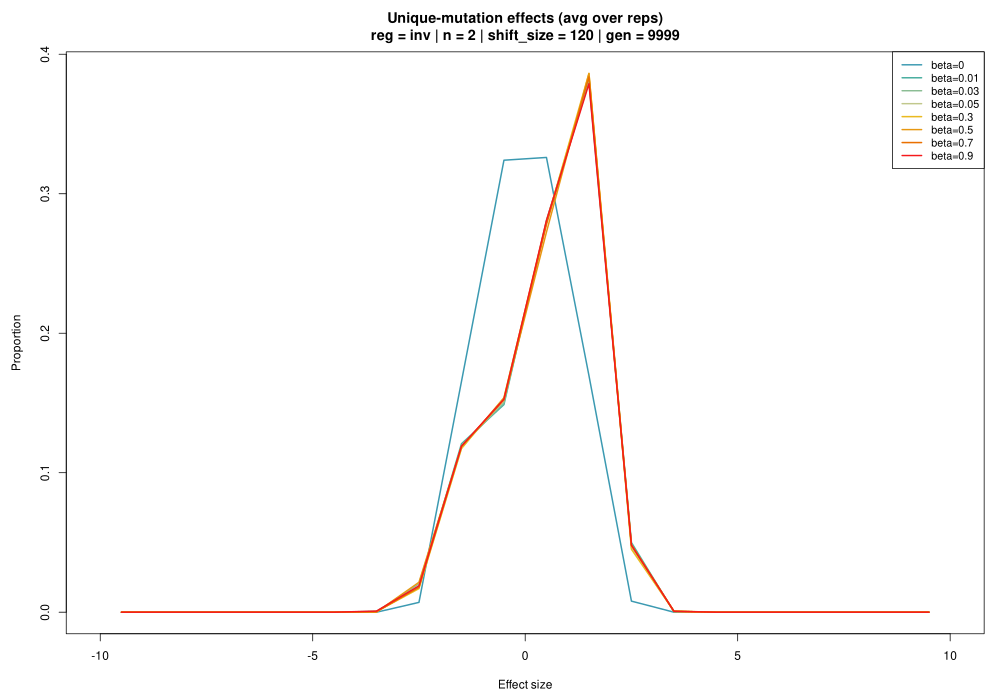 Unique-mutation effects (avg over reps)
reg = inv | n = 2 | shift_size = 120 | gen = 9999
beta=0
beta=0.01
beta=0.03
beta=0.05
beta=0.3
beta=0.5
beta=0.7
beta=0.9
Proportion
0.4
0.3
0.2
0.1
0.0
-10
-5
0
5
10
Effect size